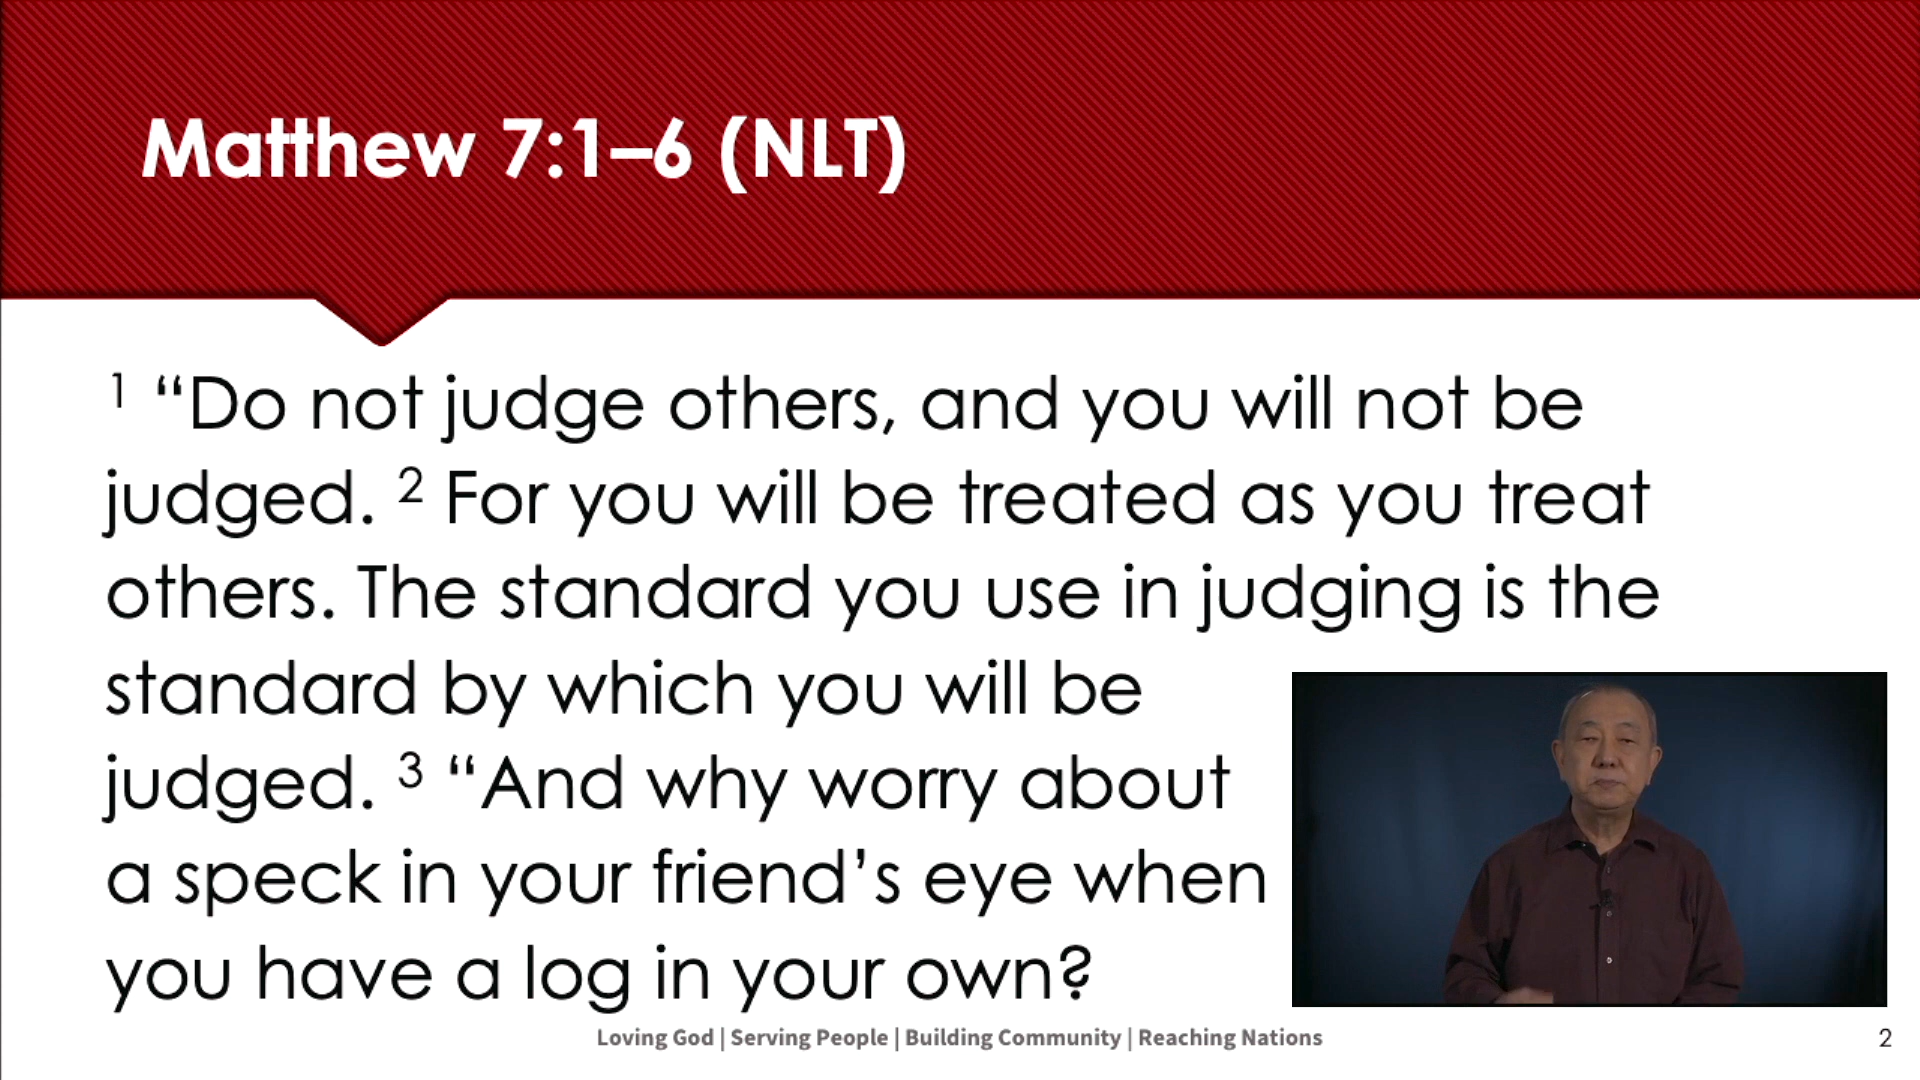 Matthew 7:1–6 (NLT)
1 “Do not judge others, and you will not be
judged. 2 For you will be treated as you treat
others. The standard you use in judging is the
standard by which you will be
judged. 3 “And why worry about
a speck in your friend’s eye when
you have a log in your own?
Loving God | Serving People | Building Community | Reaching Nations
2